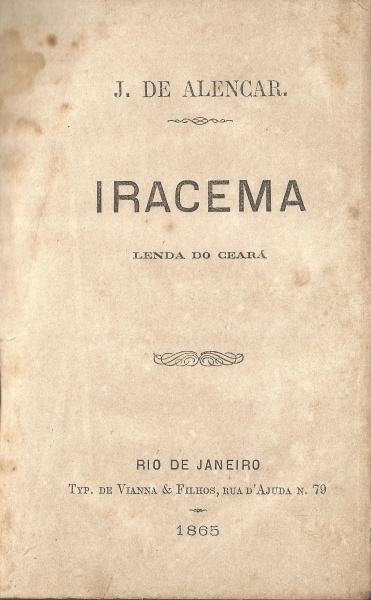 J. DE ALENCAR.
IRACEMA
LENDA DO CEARÁ
RIO DE JANEIRO
TYP. DE VIANNA & FILHOS, RUA D'AJUDA N. 79
1865